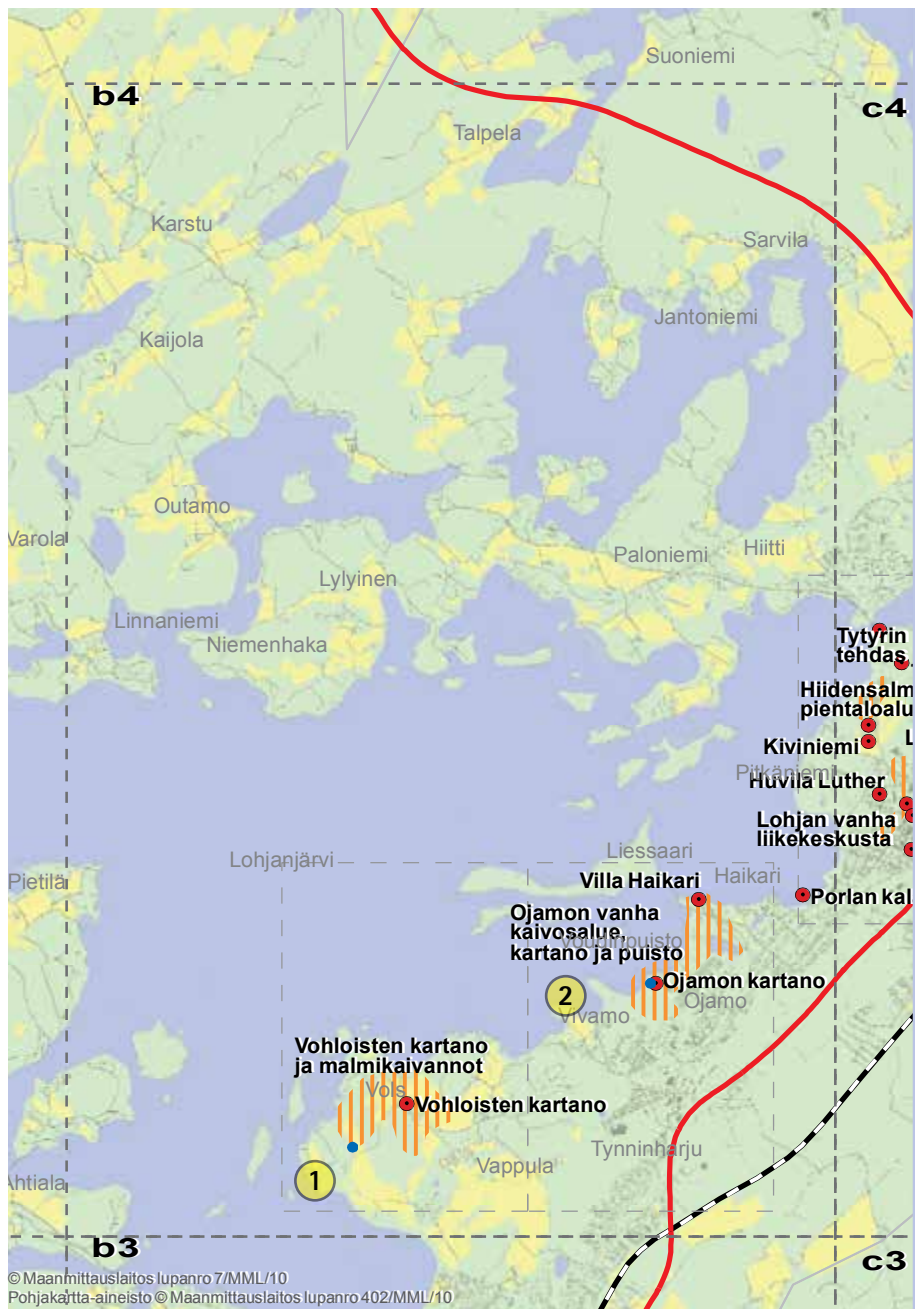 Suoniemi
b4
c4
Talpela
Karstu
Sarvila
Jantoniemi
Kaijola
Outamo
Varola
Paloniemi
Hiitti
Lylyinen
Linnaniemi
Niemenhaka
Tytyrin
tehdas
Hiidensalm
pientaloalu
L
Kiviniemi
Pitkäniemi
Huvila Luther
Lohjan vanha
liikekeskusta
Liessaari
Lohjanjärvi
Pietilä
Villa Haikari
Haikari
Porlan kal
Ojamon vanha
kaivosalue,
kartano ja puisto
Voudinpuisto
Ojamon kartano
2
Ojamo
Vivamo
Vohloisten kartano
ja malmikaivannot
Vols
Vohloisten kartano
Tynninharju
Vappula
1
Ahtiala
b3
c3
© Maanmittauslaitos lupanro 7/MML/10
Pohjakartta-aineisto © Maanmittauslaitos lupanro 402/MML/10